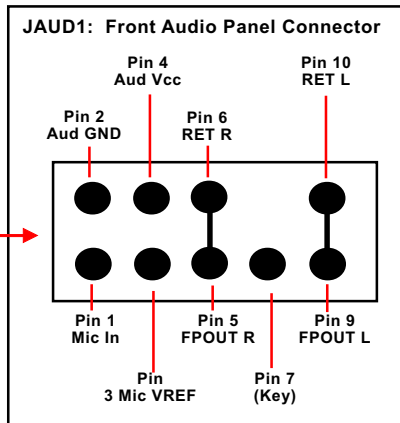 JAUD1: Front Audio Panel Connector
Pin 4
Aud Vcc
Pin 10
RET L
Pin 2
Aud GND
Pin 6
RET R
Pin 1
Mic In
Pin 5
FPOUT R
Pin 9
FPOUT L
Pin
3 Mic VREF
Pin 7
(Key)